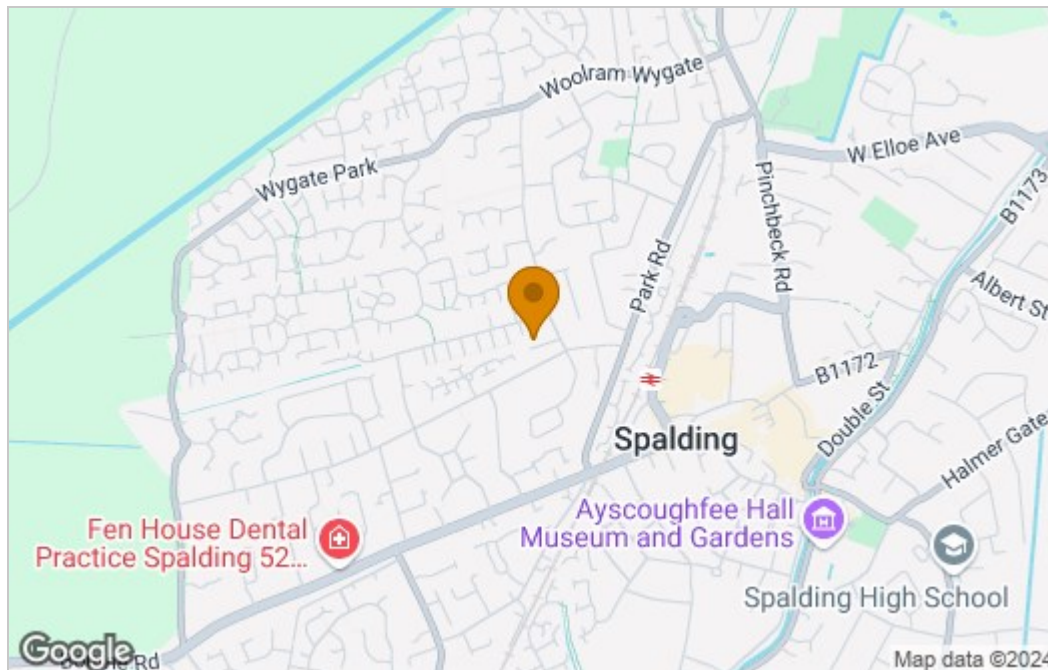 Woolram Wygate
W Elloe Ave
Wygate Park
Pinchbeck Rd
B1173
Park Rd
Albert St
B1172
Double St
Spalding
Halmer Gate
Ayscoughfee Hall
Museum and Gardens
Fen House Dental
Practice Spalding 52...
Spalding High School
Google
Rd
Map data ©2024